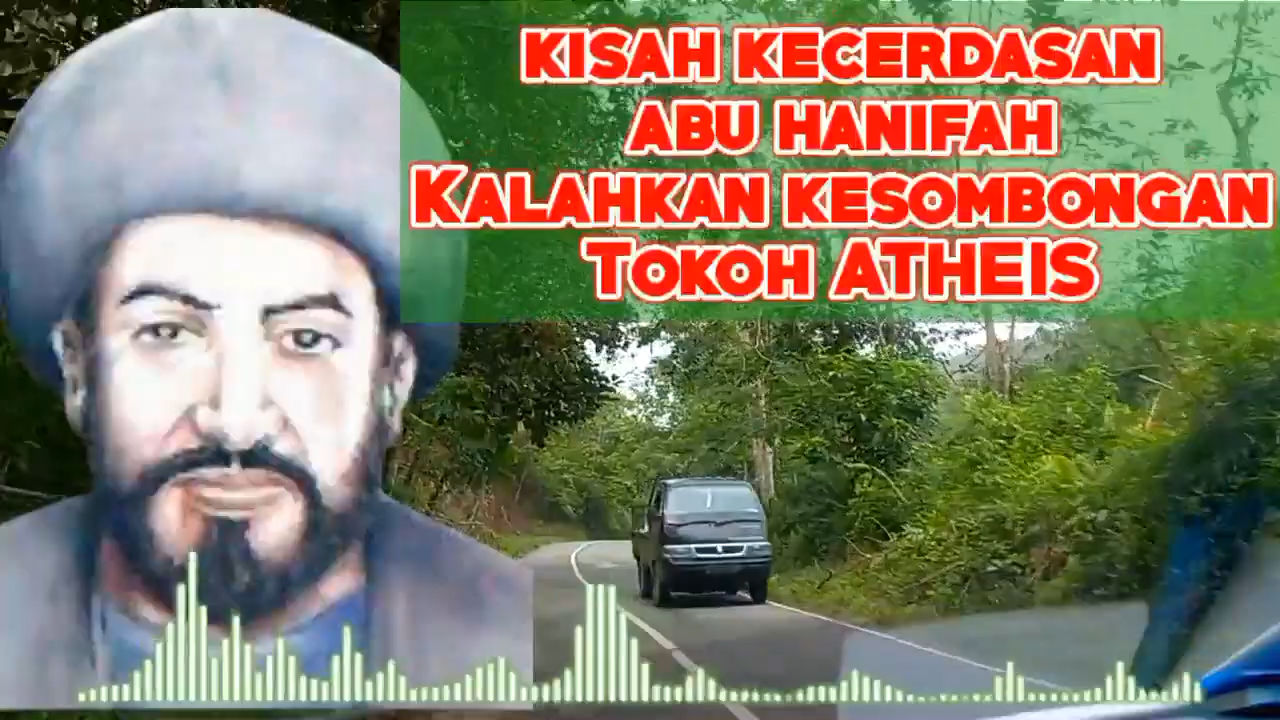 KISAH KECERDASAN
ABU HANIFAH
KALAHKAN KESOMBONGAN
TOKOH ATHEIS